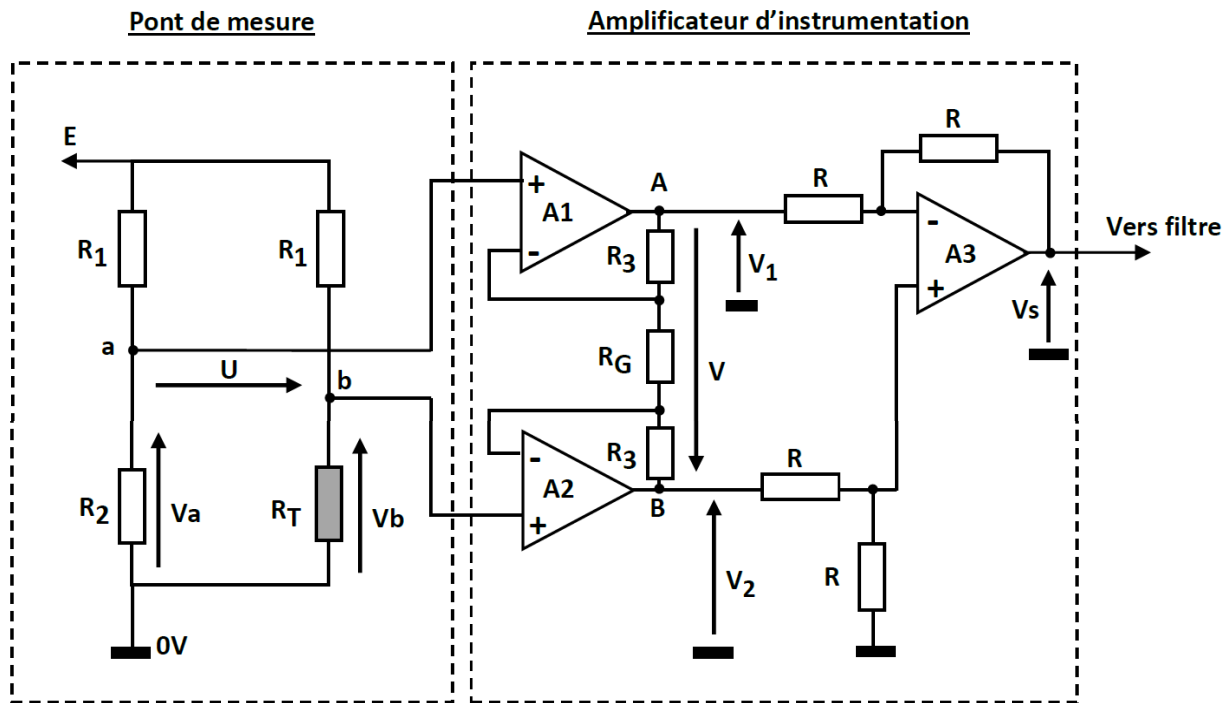 Pont de mesure
Amplificateur d'instrumentation
E
R1
R1
a
U
b
R2
Va
RT
Vb
0V
+
A1
-
A
R3
RG
R3
V
V1
-
A2
+
B
V2
R
R
-
A3
+
Vs
Vers filtre
R
R